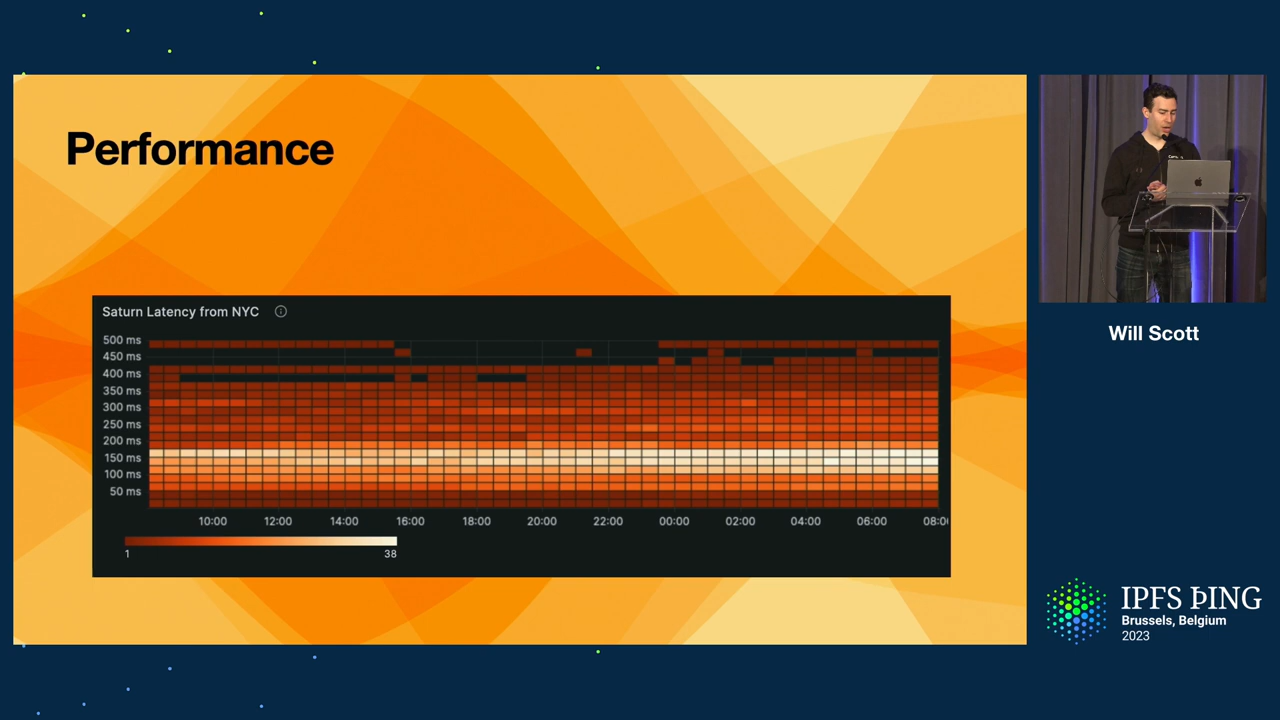 Performance
Saturn Latency from NYC
500 ms
450 ms
400 ms
350 ms
300 ms
250 ms
200 ms
150 ms
100 ms
50 ms
10:00 12:00 14:00 16:00 18:00 20:00 22:00 00:00 02:00 04:00 06:00 08:0
1 38
Will Scott
IPFS ÞING
Brussels, Belgium
2023